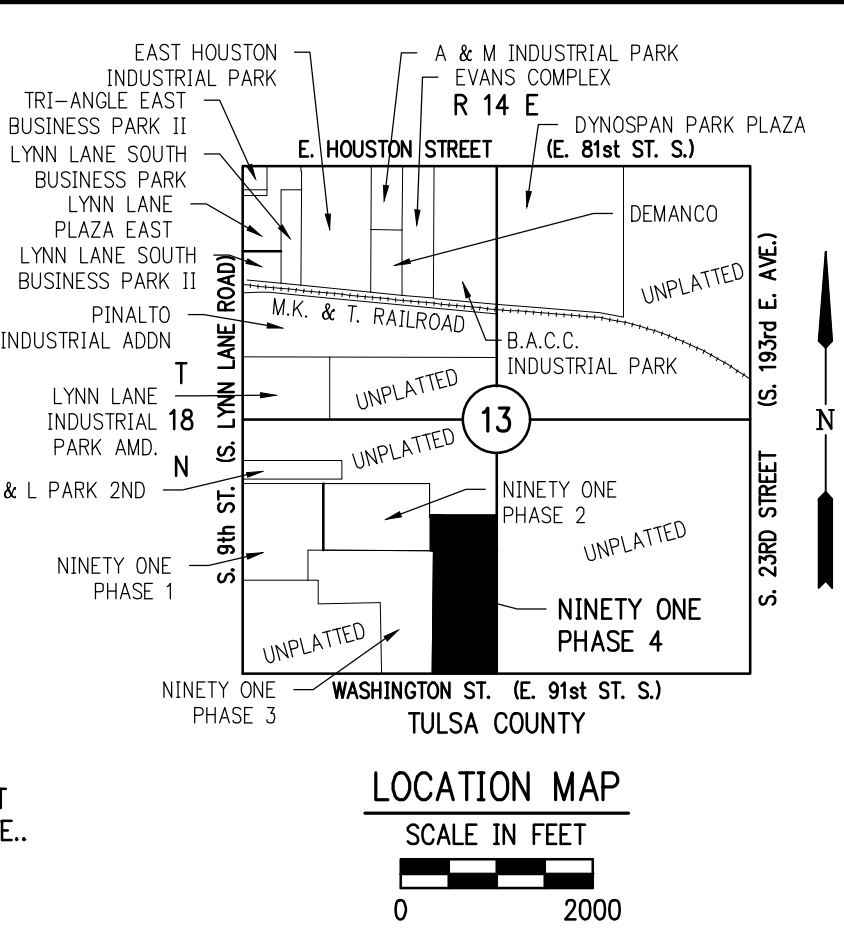 EAST HOUSTON
INDUSTRIAL PARK
A & M INDUSTRIAL PARK
EVANS COMPLEX
R 14 E
TRI-ANGLE EAST
BUSINESS PARK II
DYNOSPAN PARK PLAZA
E. HOUSTON STREET (E. 81st ST. S.)
LYNN LANE SOUTH
BUSINESS PARK
LYNN LANE
PLAZA EAST
DEMANCO
LYNN LANE SOUTH
BUSINESS PARK II
UNPLATTED
M.K. & T. RAILROAD
PINALTO
INDUSTRIAL ADDN
B.A.C.C.
INDUSTRIAL PARK
T
18
N
LYNN LANE
INDUSTRIAL
PARK AMD.
UNPLATTED
13
UNPLATTED
& L PARK 2ND
NINETY ONE
PHASE 2
UNPLATTED
NINETY ONE
PHASE 1
NINETY ONE
PHASE 4
UNPLATTED
NINETY ONE
PHASE 3
S. 9th ST. (S. LYNN LANE ROAD)
S. 23RD STREET (S. 193rd E. AVE.)
N
WASHINGTON ST. (E. 91st ST. S.)
TULSA COUNTY
T
E..
LOCATION MAP
SCALE IN FEET
0 2000